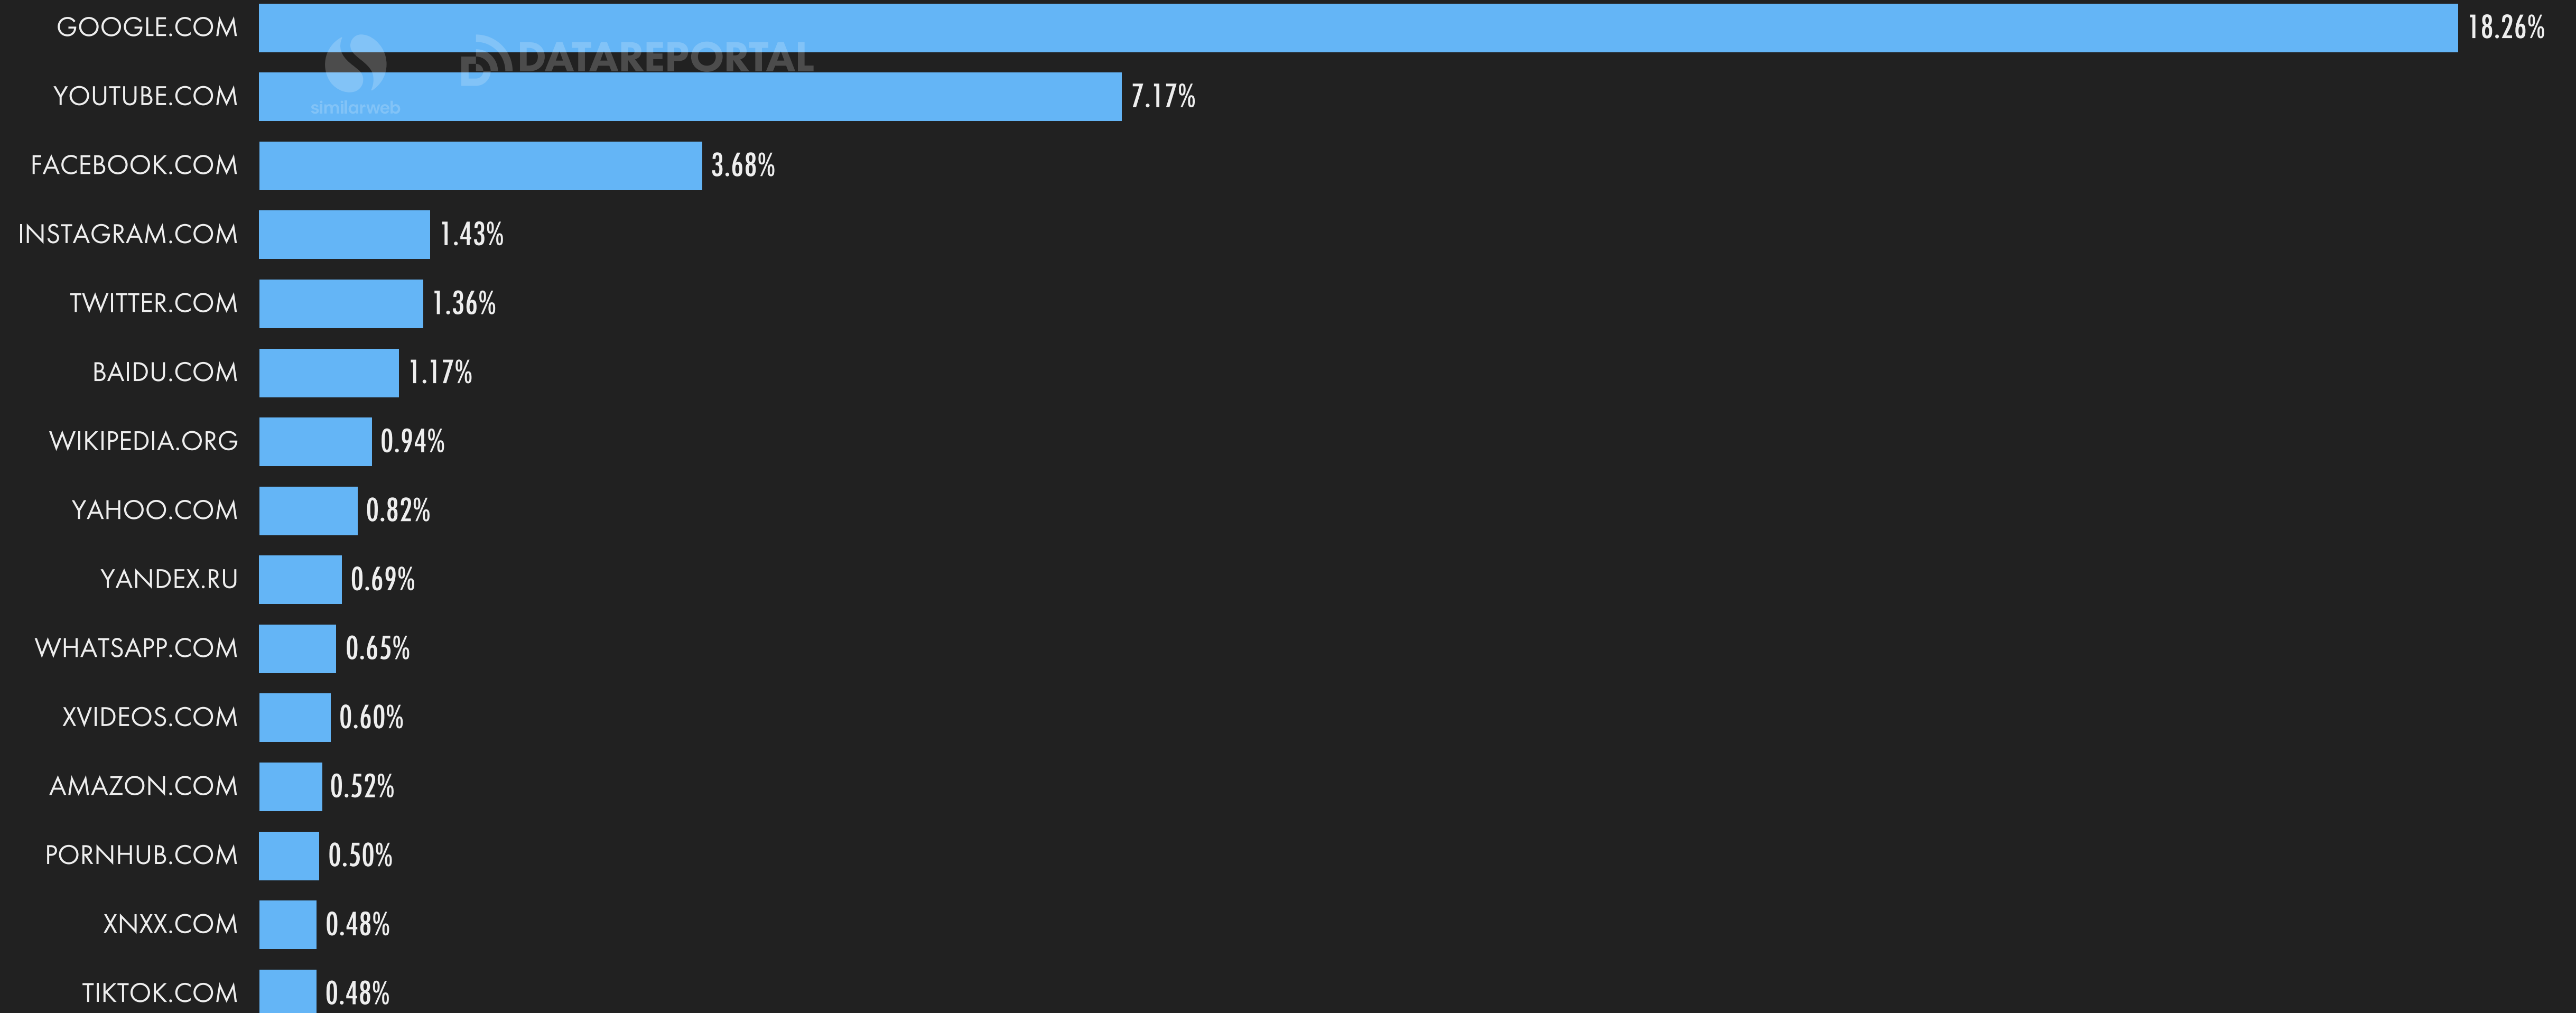 GOOGLE.COM 18.26%
similarweb DATAREPORTAL
YOUTUBE.COM 7.17%
FACEBOOK.COM 3.68%
INSTAGRAM.COM 1.43%
TWITTER.COM 1.36%
BAIDU.COM 1.17%
WIKIPEDIA.ORG 0.94%
YAHOO.COM 0.82%
YANDEX.RU 0.69%
WHATSAPP.COM 0.65%
XVIDEOS.COM 0.60%
AMAZON.COM 0.52%
PORNHUB.COM 0.50%
XNXX.COM 0.48%
TIKTOK.COM 0.48%